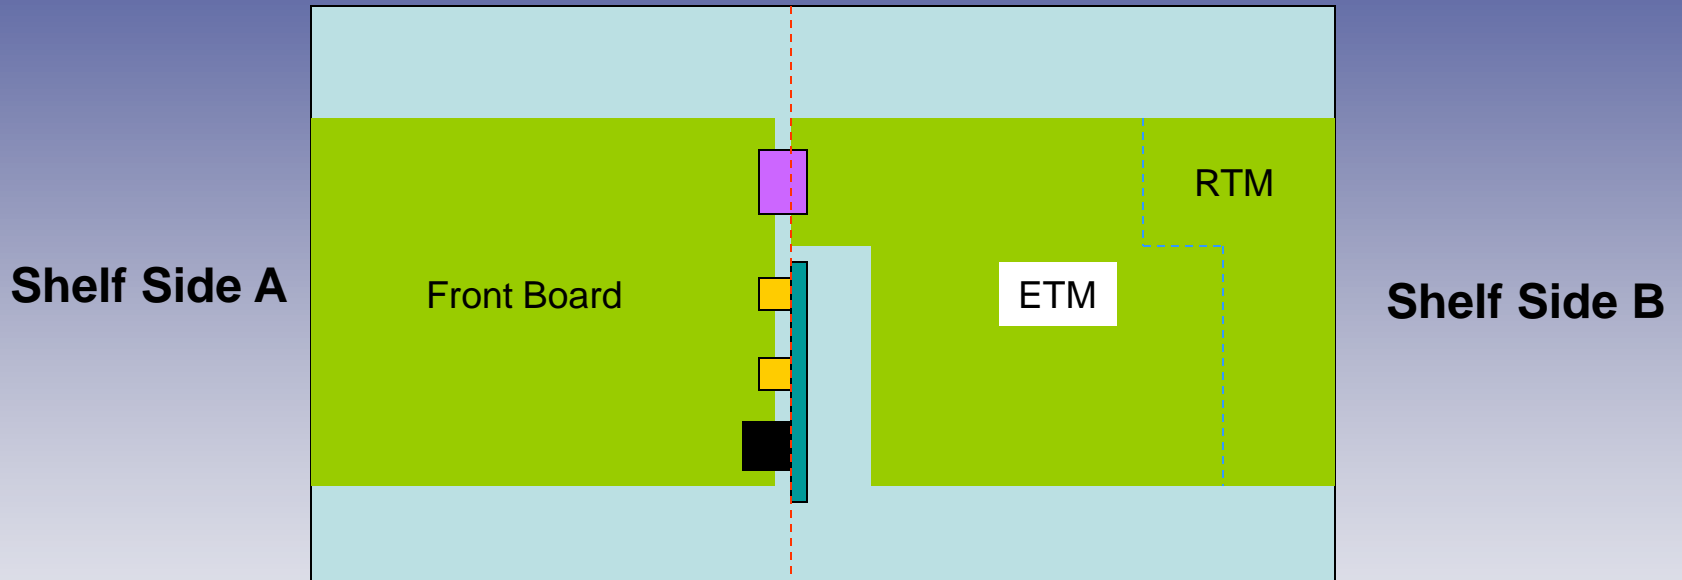 RTM
Shelf Side A
Front Board
ETM
Shelf Side B